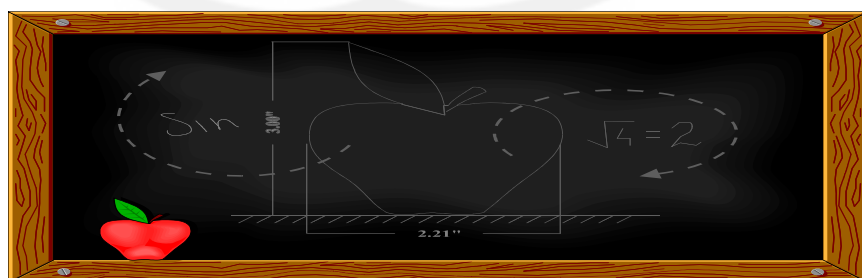 Sin
3.00"
√4 = 2
2.21"